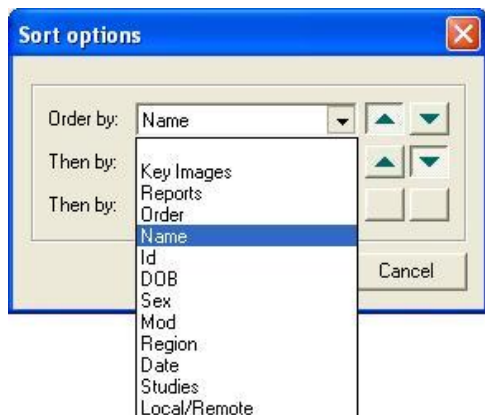 Sort options
Order by: Name
Then by:
Then by:
Key Images
Reports
Order
Name
Id
DOB
Sex
Mod
Region
Date
Studies
Local/Remote
Cancel